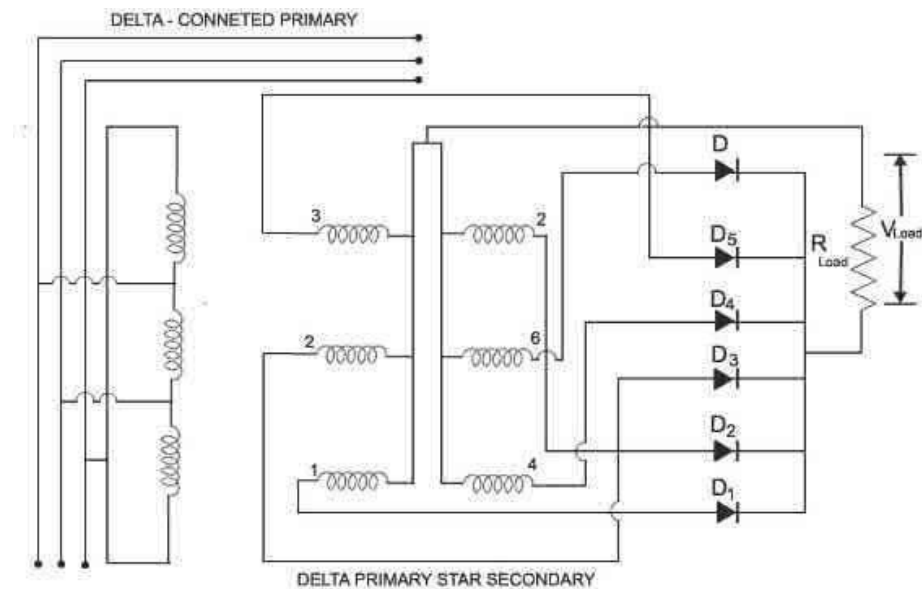 DELTA - CONNETED PRIMARY
D
3
2
D5
R Load
VLoad
D4
2
6
D3
D2
1
4
D1
DELTA PRIMARY STAR SECONDARY